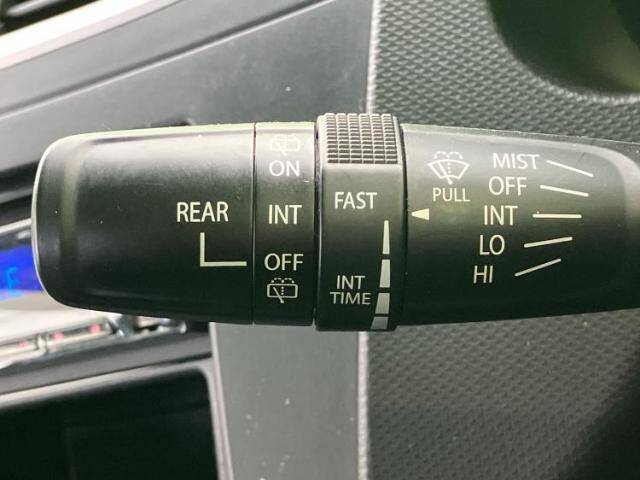 REAR
ON
INT
OFF
FAST
INT
TIME
PULL
MIST
OFF
INT
LO
HI